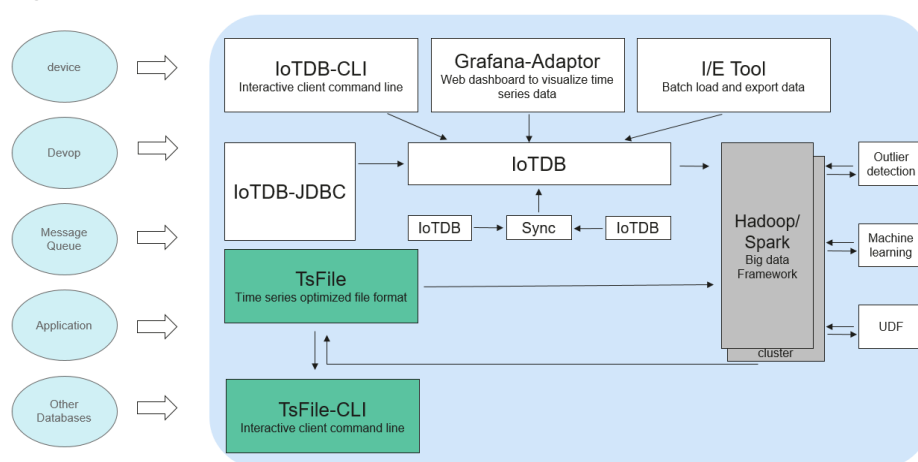 device
Devop
Message
Queue
Application
Other
Databases
IoTDB-CLI
Interactive client command line
Grafana-Adaptor
Web dashboard to visualize time
series data
I/E Tool
Batch load and export data
IoTDB-JDBC
IoTDB
IoTDB
Sync
IoTDB
TsFile
Time series optimized file format
TsFile-CLI
Interactive client command line
Hadoop/
Spark
Big data
Framework
cluster
Outlier
detection
Machine
learning
UDF